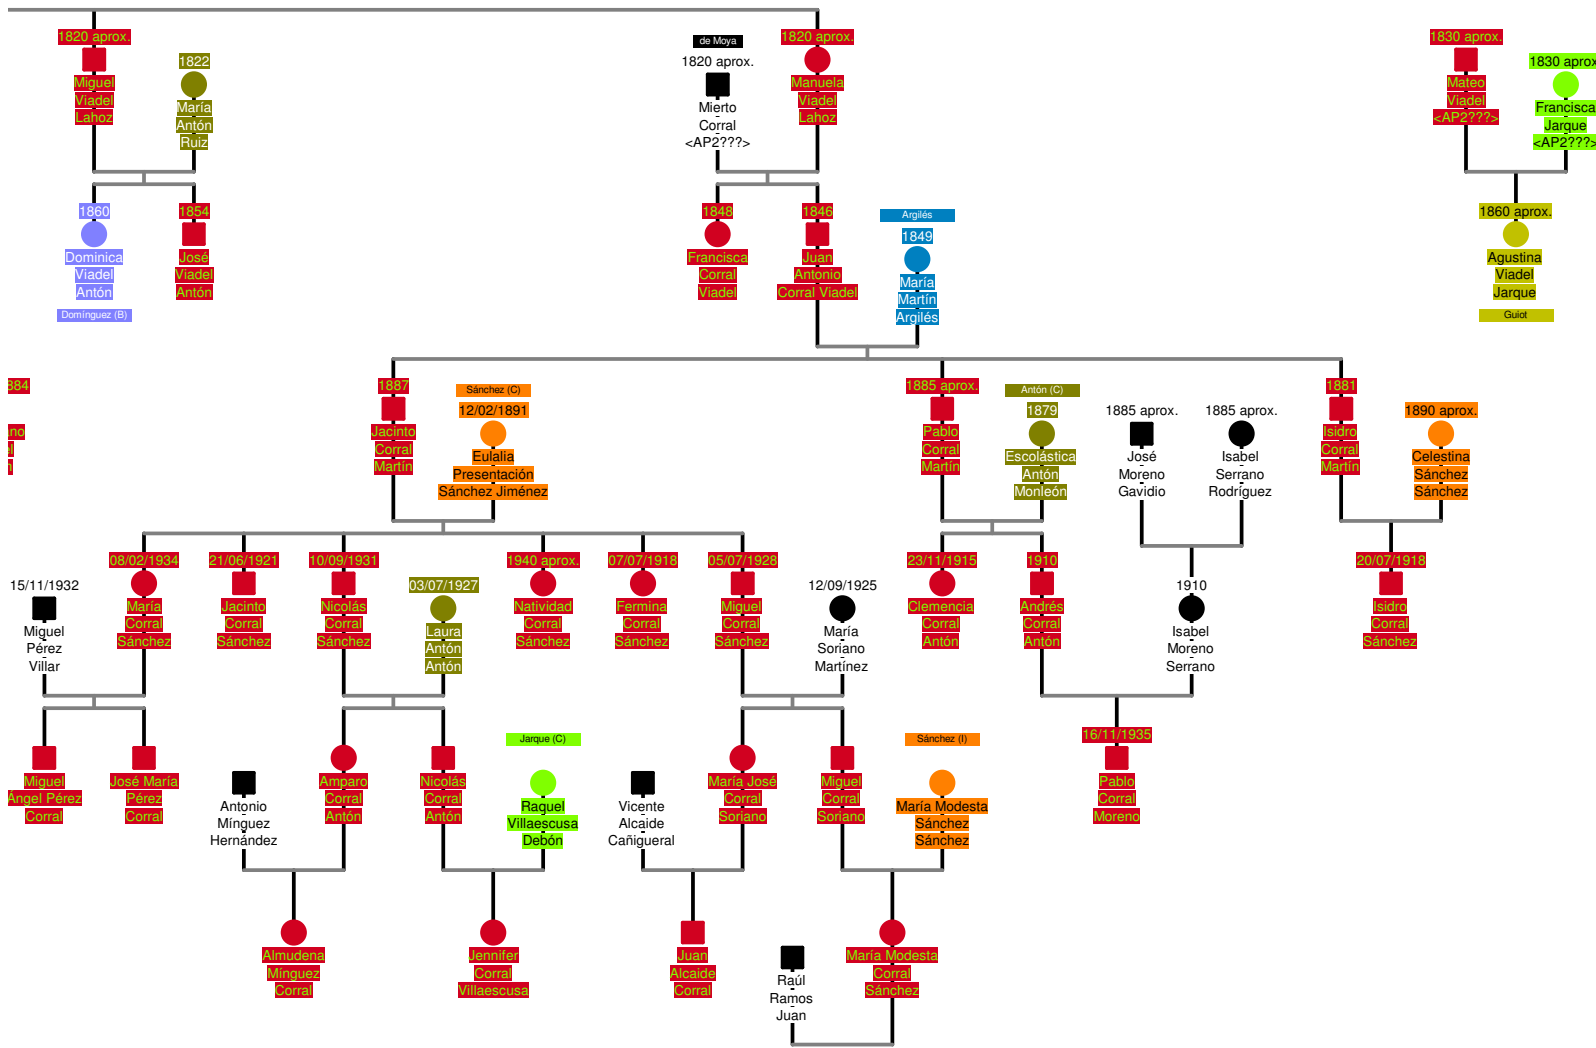 1820 aprox.
Miguel
Viadel
Lahoz
1822
María
Antón
Ruiz
de Moya
1820 aprox.
Mierto
Corral
<AP2???>
1820 aprox.
Manuela
Viadel
Lahoz
1830 aprox.
Mateo
Viadel
<AP2???>
1830 aprox
Francisca
Jarque
<AP2???>
1860
Dominica
Viadel
Antón
Domínguez (B)
1854
José
Viadel
Antón
1848
Francisca
Corral
Viadel
1846
Juan
Antonio
Corral Viadel
Argilés
1849
María
Martín
Argilés
1860 aprox.
Agustina
Viadel
Jarque
Guiot
884
1887
Jacinto
Corral
Martín
Sánchez (C)
12/02/1891
Eulalia
Presentación
Sánchez Jiménez
1885 aprox.
Pablo
Corral
Martín
Antón (C)
1879
Escolástica
Antón
Monleón
1885 aprox.
José
Moreno
Gavidio
1885 aprox.
Isabel
Serrano
Rodríguez
1881
Isidro
Corral
Martín
1890 aprox.
Celestina
Sánchez
Sánchez
15/11/1932
Miguel
Pérez
Villar
08/02/1934
María
Corral
Sánchez
21/06/1921
Jacinto
Corral
Sánchez
10/09/1931
Nicolás
Corral
Sánchez
03/07/1927
Laura
Antón
Antón
1940 aprox.
Natividad
Corral
Sánchez
07/07/1918
Fermina
Corral
Sánchez
05/07/1928
Miguel
Corral
Sánchez
12/09/1925
María
Soriano
Martínez
23/11/1915
Clemencia
Corral
Antón
1910
Andrés
Corral
Antón
1910
Isabel
Moreno
Serrano
20/07/1918
Isidro
Corral
Sánchez
Miguel
Ángel Pérez
Corral
José María
Pérez
Corral
Antonio
Mínguez
Hernández
Amparo
Corral
Antón
Nicolás
Corral
Antón
Jarque (C)
Raquel
Villaescusa
Debón
Vicente
Alcaide
Cañigueral
María José
Corral
Soriano
Miguel
Corral
Soriano
Sánchez (I)
María Modesta
Sánchez
Sánchez
16/11/1935
Pablo
Corral
Moreno
Almudena
Mínguez
Corral
Jennifer
Corral
Villaescusa
Juan
Alcaide
Corral
Raúl
Ramos
Juan
María Modesta
Corral
Sánchez